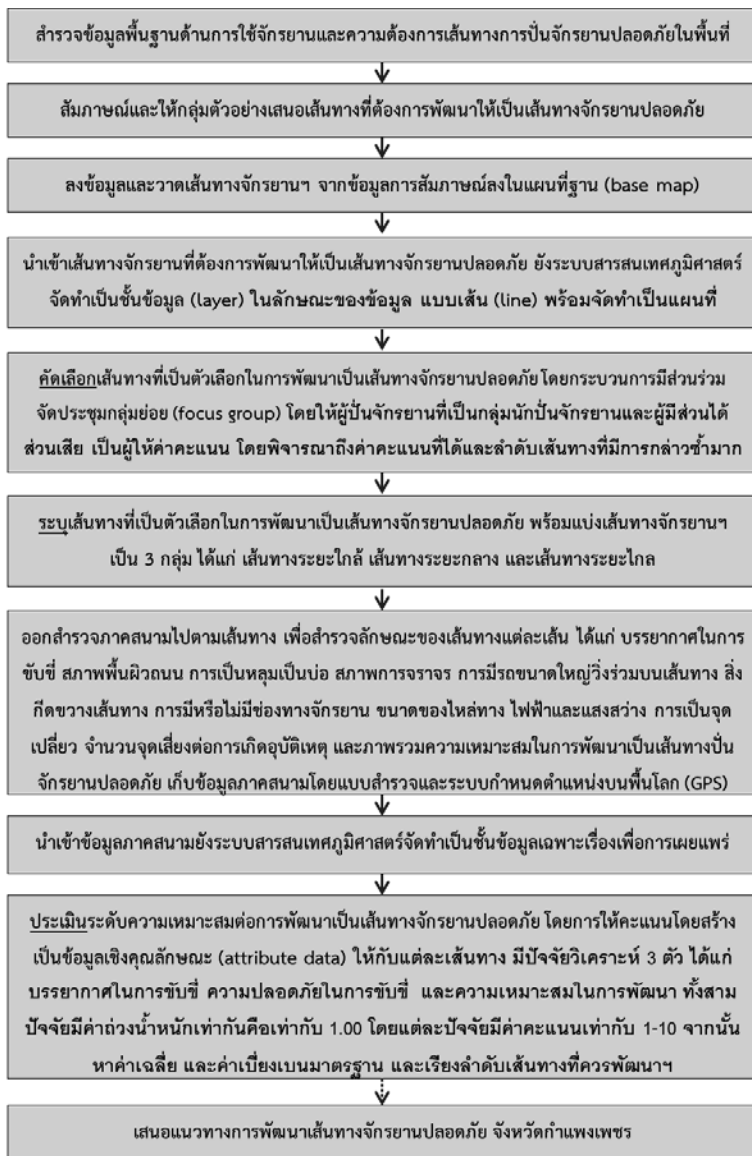 สำรวจข้อมูลพื้นฐานด้านการใช้จักรยานและความต้องการเส้นทางการปั่นจักรยานปลอดภัยในพื้นที่
สัมภาษณ์และให้กลุ่มตัวอย่างเสนอเส้นทางที่ต้องการพัฒนาให้เป็นเส้นทางจักรยานปลอดภัย
ลงข้อมูลและวาดเส้นทางจักรยานฯ จากข้อมูลการสัมภาษณ์ลงในแผนที่ฐาน (base map)
นำเข้าเส้นทางจักรยานที่ต้องการพัฒนาให้เป็นเส้นทางจักรยานปลอดภัย ยังระบบสารสนเทศภูมิศาสตร์
จัดทำเป็นชั้นข้อมูล (layer) ในลักษณะของข้อมูล แบบเส้น (line) พร้อมจัดทำเป็นแผนที่
คัดเลือกเส้นทางที่เป็นตัวเลือกในการพัฒนาเป็นเส้นทางจักรยานปลอดภัย โดยกระบวนการมีส่วนร่วม
จัดประชุมกลุ่มย่อย (focus group) โดยให้ผู้ปั่นจักรยานที่เป็นกลุ่มนักปั่นจักรยานและผู้มีส่วนได้
ส่วนเสีย เป็นผู้ให้ค่าคะแนน โดยพิจารณาถึงค่าคะแนนที่ได้และลำดับเส้นทางที่มีการกล่าวซ้ำมาก
ระบุเส้นทางที่เป็นตัวเลือกในการพัฒนาเป็นเส้นทางจักรยานปลอดภัย พร้อมแบ่งเส้นทางจักรยานฯ
เป็น 3 กลุ่ม ได้แก่ เส้นทางระยะใกล้ เส้นทางระยะกลาง และเส้นทางระยะไกล
ออกสำรวจภาคสนามไปตามเส้นทาง เพื่อสำรวจลักษณะของเส้นทางแต่ละเส้น ได้แก่ บรรยากาศในการ
ขับขี่ สภาพพื้นผิวถนน การเป็นหลุมเป็นบ่อ สภาพการจราจร การมีรถขนาดใหญ่วิ่งร่วมบนเส้นทาง สิ่ง
กีดขวางเส้นทาง การมีหรือไม่มีช่องทางจักรยาน ขนาดของไหล่ทาง ไฟฟ้าและแสงสว่าง การเป็นจุด
เปลี่ยว จำนวนจุดเสี่ยงต่อการเกิดอุบัติเหตุ และภาพรวมความเหมาะสมในการพัฒนาเป็นเส้นทางปั่น
จักรยานปลอดภัย เก็บข้อมูลภาคสนามโดยแบบสำรวจและระบบกำหนดตำแหน่งบนพื้นโลก (GPS)
นำเข้าข้อมูลภาคสนามยังระบบสารสนเทศภูมิศาสตร์จัดทำเป็นชั้นข้อมูลเฉพาะเรื่องเพื่อการเผยแพร่
ประเมินระดับความเหมาะสมต่อการพัฒนาเป็นเส้นทางจักรยานปลอดภัย โดยการให้คะแนนโดยสร้าง
เป็นข้อมูลเชิงคุณลักษณะ (attribute data) ให้กับแต่ละเส้นทาง มีปัจจัยวิเคราะห์ 3 ตัว ได้แก่
บรรยากาศในการขับขี่ ความปลอดภัยในการขับขี่ และความเหมาะสมในการพัฒนา ทั้งสาม
ปัจจัยมีค่าถ่วงน้ำหนักเท่ากันคือเท่ากับ 1.00 โดยแต่ละปัจจัยมีค่าคะแนนเท่ากับ 1-10 จากนั้น
หาค่าเฉลี่ย และค่าเบี่ยงเบนมาตรฐาน และเรียงลำดับเส้นทางที่ควรพัฒนาฯ
เสนอแนวทางการพัฒนาเส้นทางจักรยานปลอดภัย จังหวัดกำแพงเพชร